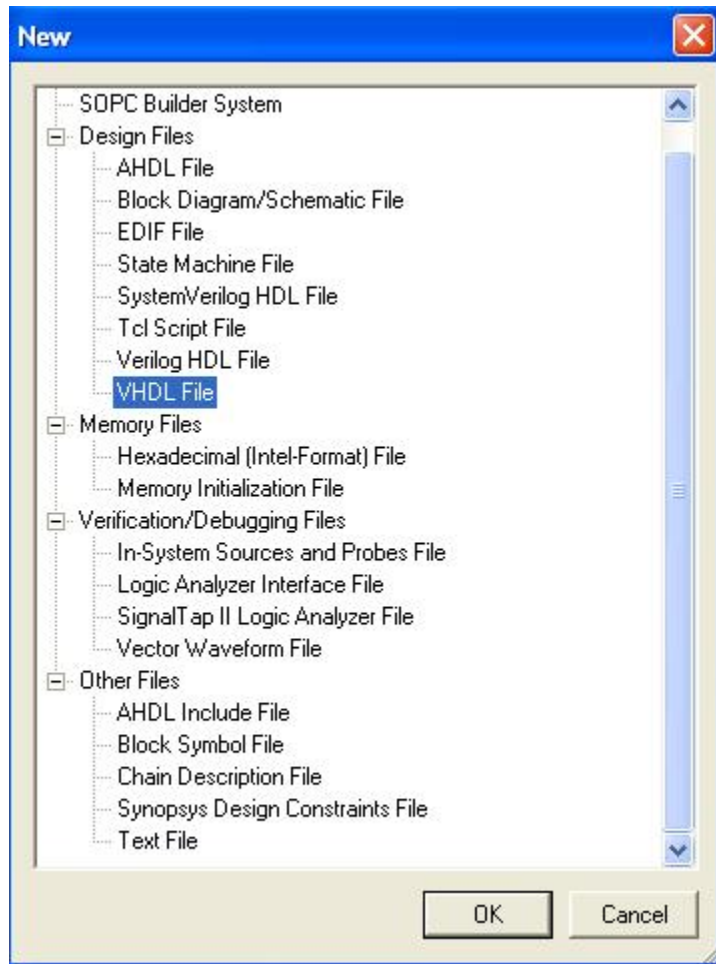 New
SOPC Builder System
Design Files
AHDL File
Block Diagram/Schematic File
EDIF File
State Machine File
SystemVerilog HDL File
Tcl Script File
Verilog HDL File
VHDL File
Memory Files
Hexadecimal (Intel-Format) File
Memory Initialization File
Verification/Debugging Files
In-System Sources and Probes File
Logic Analyzer Interface File
SignalTap II Logic Analyzer File
Vector Waveform File
Other Files
AHDL Include File
Block Symbol File
Chain Description File
Synopsys Design Constraints File
Text File
OK Cancel